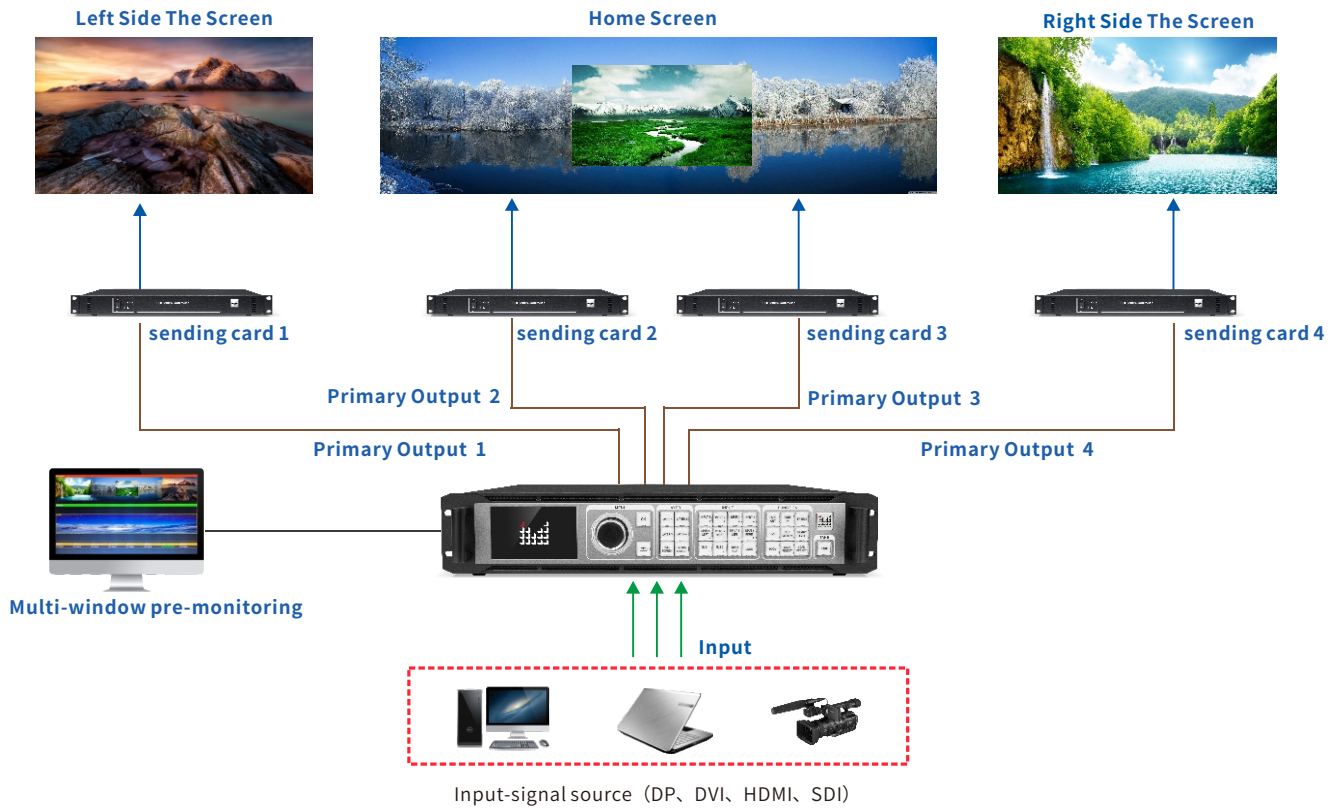 Left Side The Screen
Home Screen
Right Side The Screen
sending card 1
sending card 2
sending card 3
sending card 4
Primary Output 2
Primary Output 3
Primary Output 1
Primary Output 4
Multi-window pre-monitoring
Input
Input-signal source（DP、DVI、HDMI、SDI）